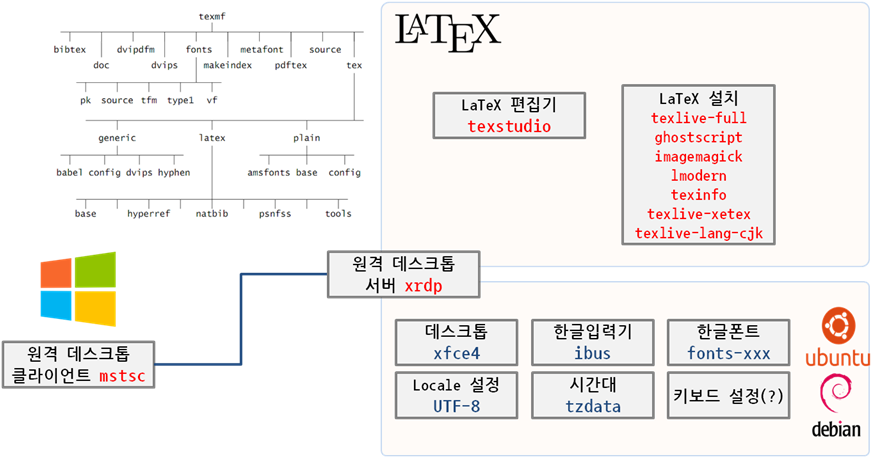 texmf
bibtex dvipdfm fonts metafont source
doc dvips makeindex pdftex tex
pk source tfm type1 vf
generic latex plain
babel config dvips hyphen amsfonts base config
base hyperref natbib psnfss tools
LATEX
LaTeX 편집기
texstudio
LaTeX 설치
texlive-full
ghostscript
imagemagick
lmodern
texinfo
texlive-xetex
texlive-lang-cjk
원격 데스크톱
서버 xrdp
원격 데스크톱
클라이언트 mstsc
데스크톱
xfce4
한글입력기
ibus
한글폰트
fonts-xxx
Locale 설정
UTF-8
시간대
tzdata
키보드 설정(?)
ubuntu
debian